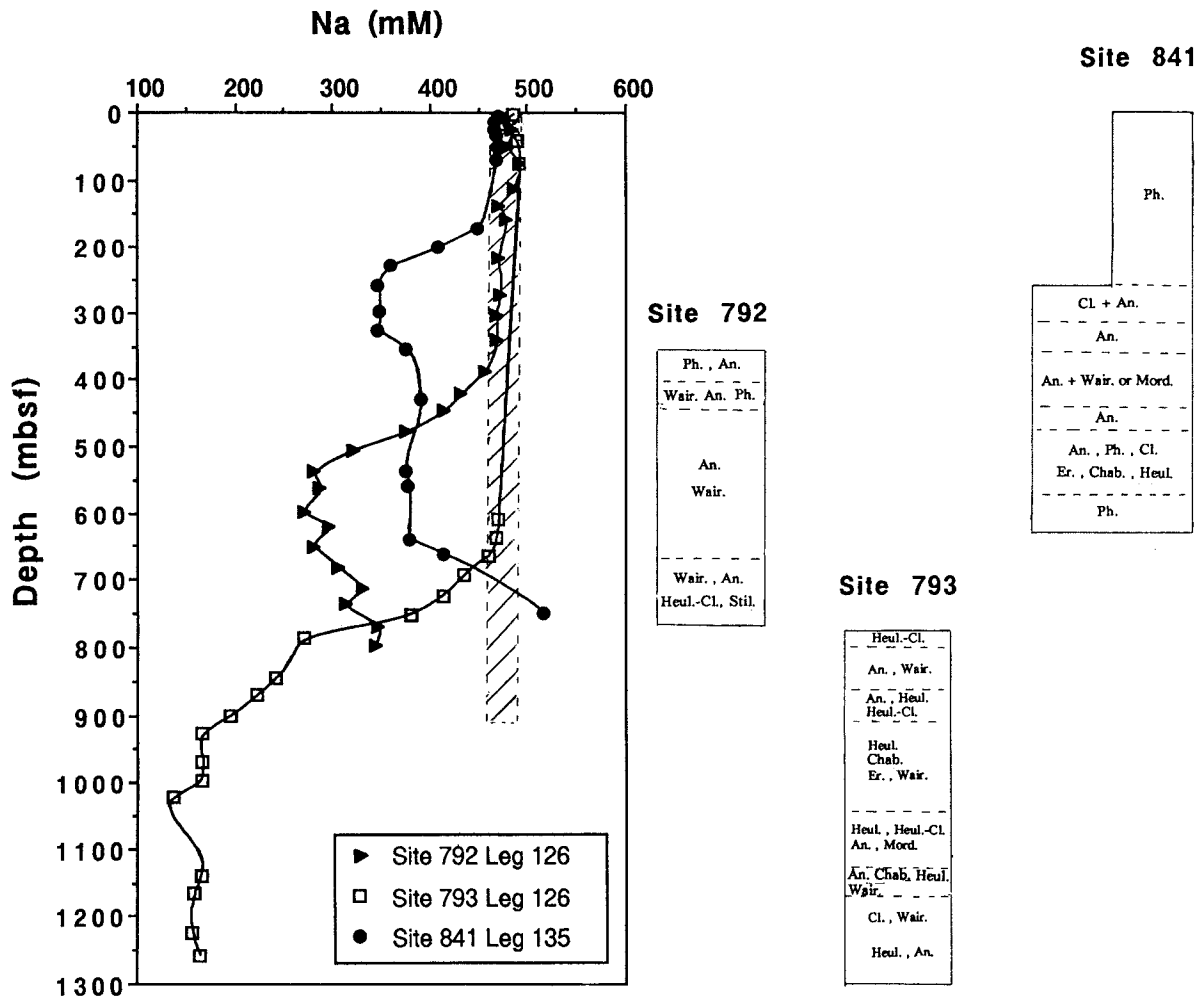 Na (mM)
100 200 300 400 500 600
Depth (mbsf)
0
100
200
300
400
500
600
700
800
900
1000
1100
1200
1300
Site 792 Leg 126
Site 793 Leg 126
Site 841 Leg 135
Site 792
Ph. , An.
Wair. An. Ph.
An.
Wair.
Wair. , An.
Heul.-Cl., Stil.
Site 793
Heul.-Cl.
An. , Wair.
An. , Heul.
Heul.-Cl.
Heul.
Chab.
Er. , Wair.
Heul. , Heul.-Cl.
An. , Mord.
An. Chab. Heul.
Wair.
Cl. , Wair.
Heul. , An.
Site 841
Ph.
Cl. + An.
An.
An. + Wair. or Mord.
An.
An. , Ph. , Cl.
Er. , Chab. , Heul.
Ph.